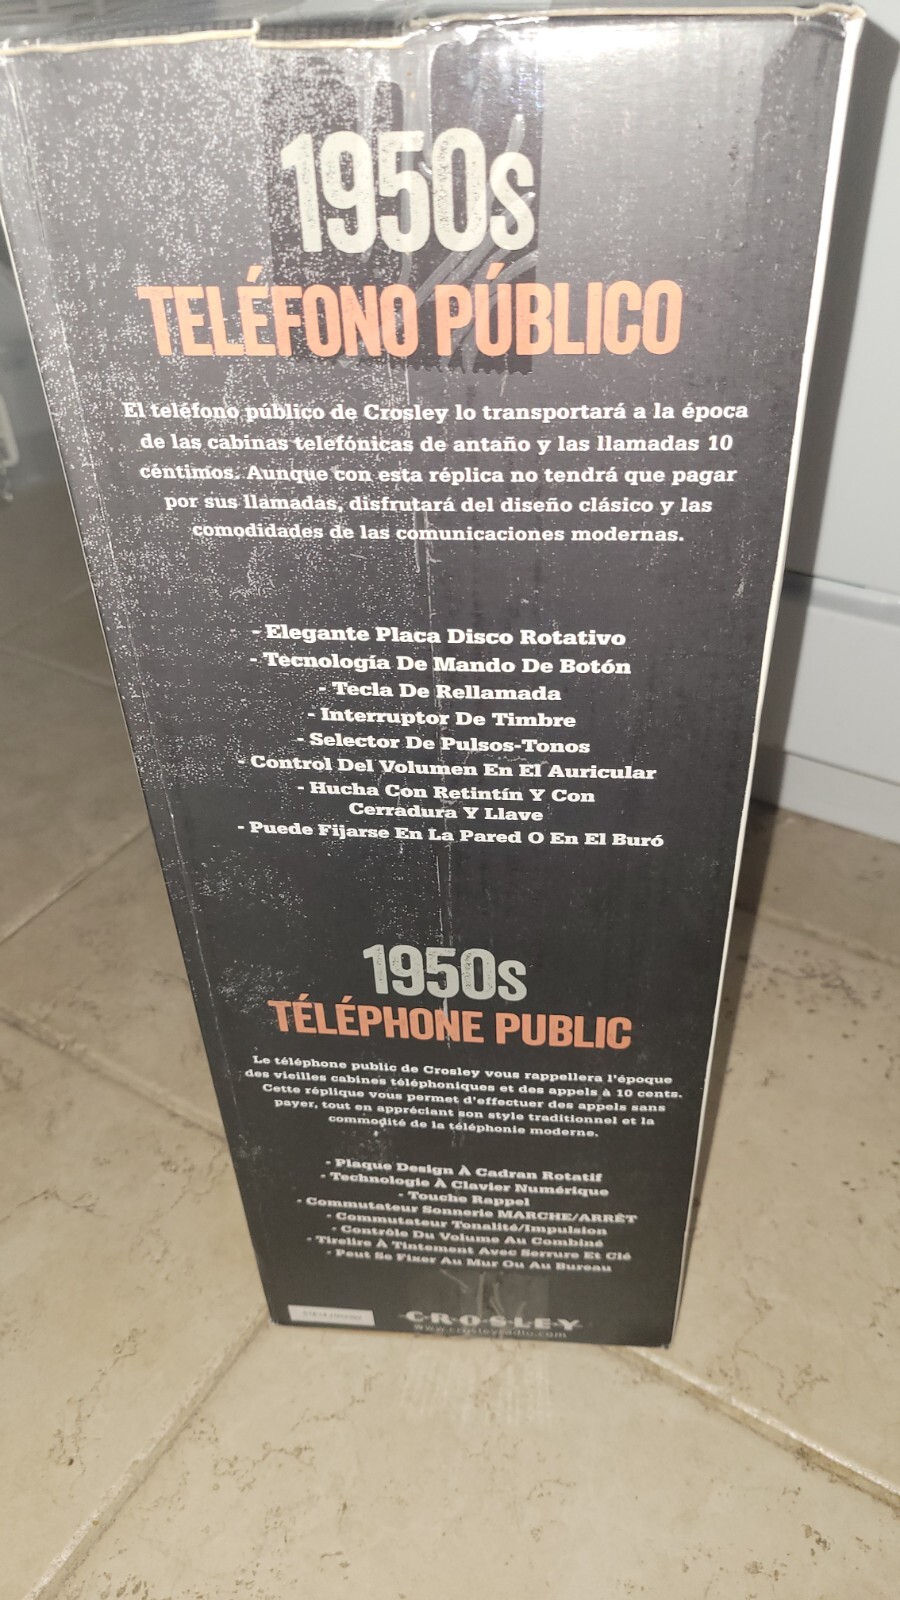 1950s
TELÉFONO PÚBLICO
El teléfono público de Crosley lo transportará a la época
de las cabinas telefónicas de antaño y las llamadas 10
céntimos. Aunque con esta réplica no tendrá que pagar
por sus llamadas, disfrutará del diseño clásico y las
comodidades de las comunicaciones modernas.
- Elegante Placa Disco Rotativo
- Tecnología De Mando De Botón
- Tecla De Rellamada
- Interruptor De Timbre
- Selector De Pulsos-Tonos
- Control Del Volumen En El Auricular
- Hucha Con Retintín Y Con
Cerradura Y Llave
- Puede Fijarse En La Pared O En El Buró
1950s
TÉLÉPHONE PUBLIC
Le téléphone public de Crosley vous rappellera l'époque
des vieilles cabines téléphoniques et des appels à 10 cents.
Cette réplique vous permet d'effectuer des appels sans
payer, tout en appréciant son style traditionnel et la
commodité de la téléphonie moderne.
- Plaque Design À Cadran Rotatif
- Technologie À Clavier Numérique
- Touche Rappel
- Commutateur Sonnerie MARCHE/ARRÊT
- Commutateur Tonalité/Impulsion
- Contrôle Du Volume Au Combiné
- Tirelire À Tintement Avec Serrure Et Clé
- Peut Se Fixer Au Mur Ou Au Bureau
CROSLEY
www.crosleyradio.com